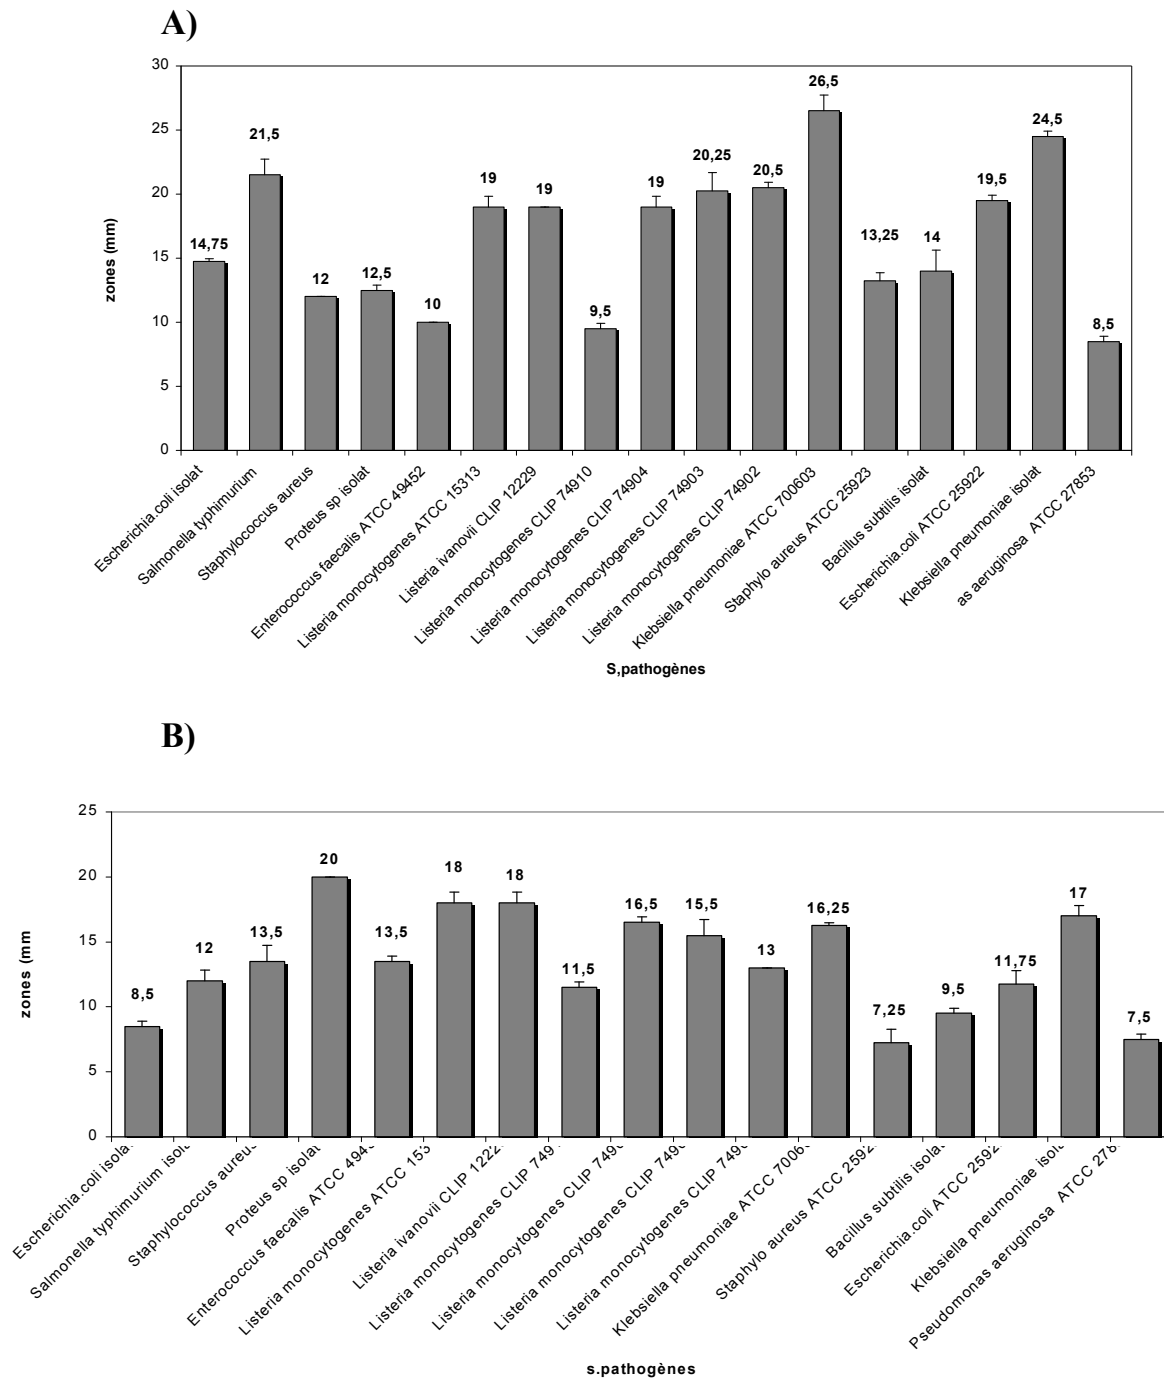 A)
30
25
20
15
10
5
0
zones (mm)
14,75
21,5
12
12,5
10
19
19
9,5
19
20,25
20,5
26,5
13,25
14
19,5
24,5
8,5
Escherichia.coli isolat
Salmonella typhimurium
Staphylococcus aureus
Proteus sp isolat
Enterococcus faecalis ATCC 49452
Listeria monocytogenes ATCC 15313
Listeria ivanovii CLIP 12229
Listeria monocytogenes CLIP 74910
Listeria monocytogenes CLIP 74904
Listeria monocytogenes CLIP 74903
Listeria monocytogenes CLIP 74902
Klebsiella pneumoniae ATCC 700603
Staphylo aureus ATCC 25923
Bacillus subtilis isolat
Escherichia.coli ATCC 25922
Klebsiella pneumoniae isolat
as aeruginosa ATCC 27853
S,pathogènes
B)
25
20
15
10
5
0
zones (mm
8,5
12
13,5
20
13,5
18
18
11,5
16,5
15,5
13
16,25
7,25
9,5
11,75
17
7,5
Escherichia.coli isola
Salmonella typhimurium isol
Staphylococcus aureus
Proteus sp isolat
Enterococcus faecalis ATCC 494
Listeria monocytogenes ATCC 153
Listeria ivanovii CLIP 1222
Listeria monocytogenes CLIP 749
Listeria monocytogenes CLIP 749
Listeria monocytogenes CLIP 749
Listeria monocytogenes CLIP 749
Klebsiella pneumoniae ATCC 7006
Staphylo aureus ATCC 2592
Bacillus subtilis isola
Escherichia.coli ATCC 2592
Klebsiella pneumoniae isol
Pseudomonas aeruginosa ATCC 278
s.pathogènes